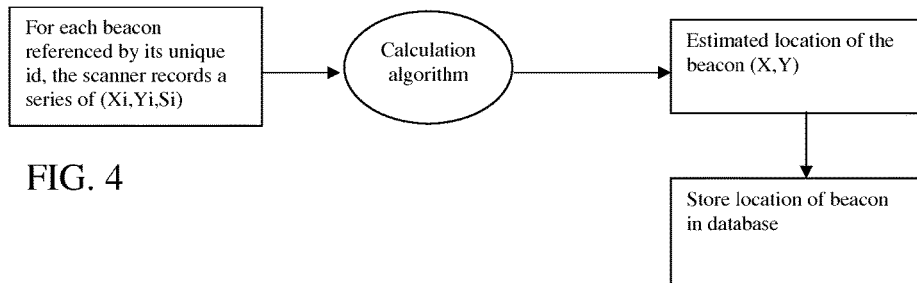 For each beacon
referenced by its unique
id, the scanner records a
series of (Xi,Yi,Si)
Calculation
algorithm
Estimated location of the
beacon (X,Y)
FIG. 4
Store location of beacon
in database